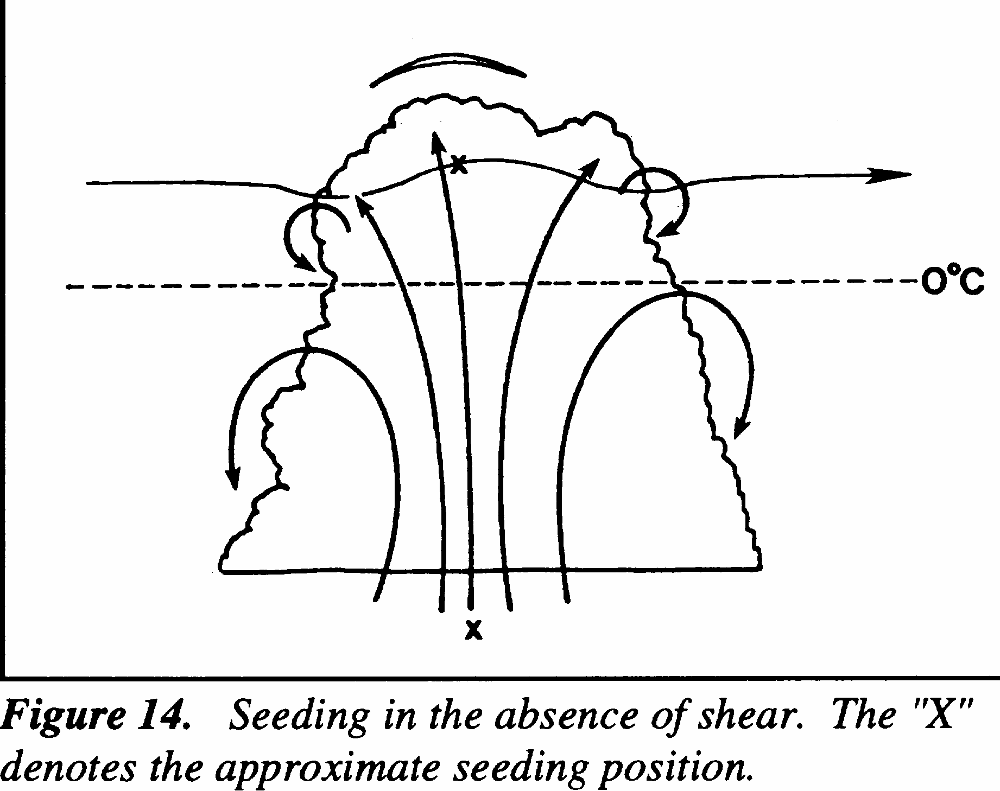 x
0°C
x
Figure 14. Seeding in the absence of shear. The "X"
denotes the approximate seeding position.